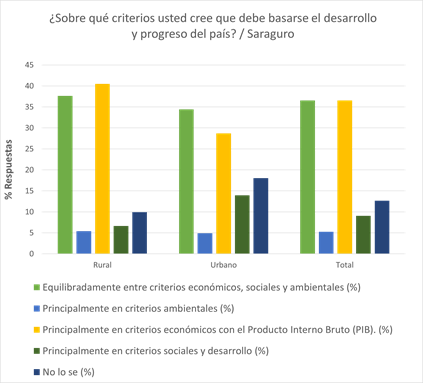 ¿Sobre qué criterios usted cree que debe basarse el desarrollo
y progreso del país? / Saraguro
% Respuestas
45
40
35
30
25
20
15
10
5
0
Rural
Urbano
Total
Equilibradamente entre criterios económicos, sociales y ambientales (%)
Principalmente en criterios ambientales (%)
Principalmente en criterios económicos con el Producto Interno Bruto (PIB). (%)
Principalmente en criterios sociales y desarrollo (%)
No lo se (%)